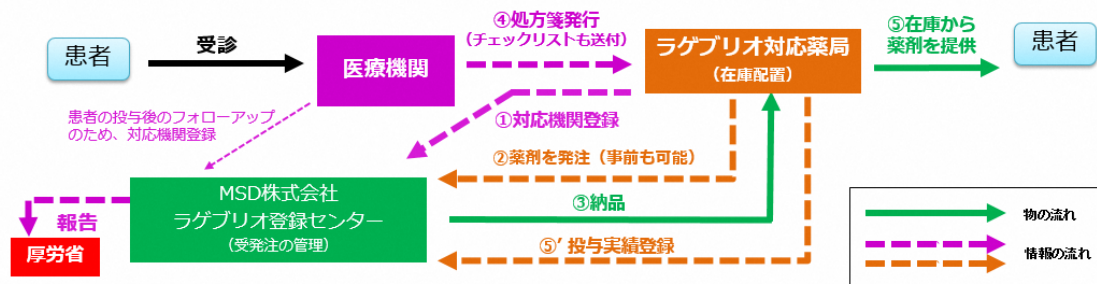 患者
受診
医療機関
④処方箋発行
（チェックリストも送付）
ラゲブリオ対応薬局
（在庫配置）
⑤在庫から
薬剤を提供
患者
患者の投与後のフォローアップ
のため、対応機関登録
①対応機関登録
②薬剤を発注（事前も可能）
MSD株式会社
ラゲブリオ登録センター
（受発注の管理）
③納品
⑤’投与実績登録
報告
厚労省
物の流れ
情報の流れ